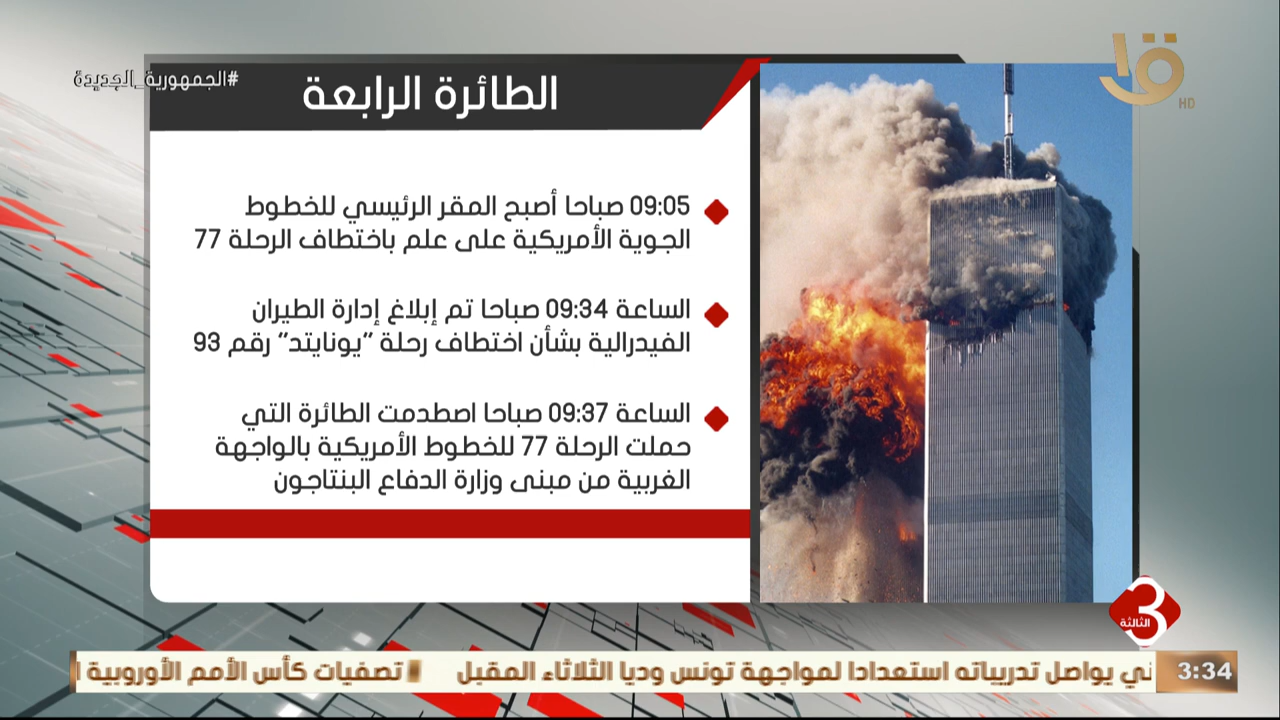 #الجمهورية_الجديدة
الطائرة الرابعة
HD
09:05 صباحا أصبح المقر الرئيسي للخطوط
الجوية الأمريكية على علم باختطاف الرحلة 77
الساعة 09:34 صباحا تم إبلاغ إدارة الطيران
الفيدرالية بشأن اختطاف رحلة "يونايتد" رقم 93
الساعة 09:37 صباحا اصطدمت الطائرة التي
حملت الرحلة 77 للخطوط الأمريكية بالواجهة
الغربية من مبنى وزارة الدفاع البنتاجون
3 الثالثة
3:34 يواصل تدريباته استعدادا لمواجهة تونس وديا الثلاثاء المقبل تصفيات كأس الأمم الأوروبية